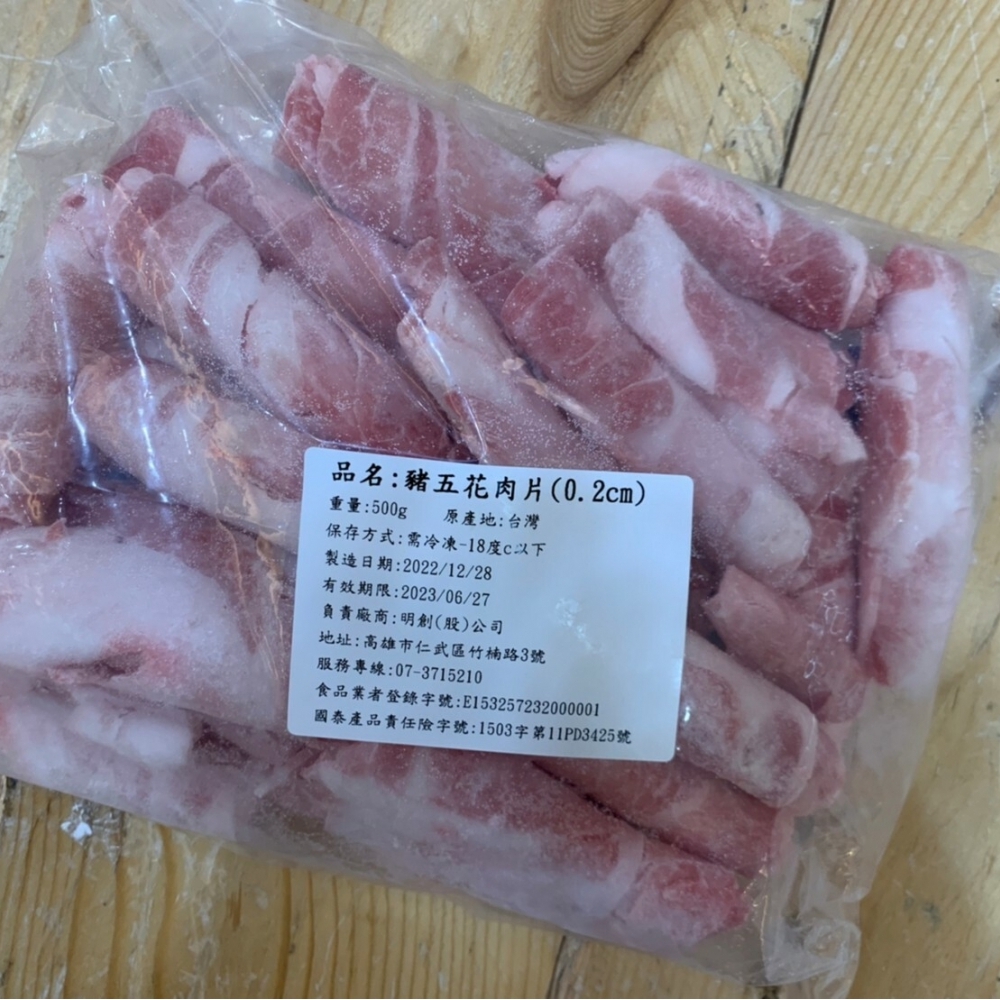 品名:豬五花肉片(0.2cm)
重量:500g 原產地:台灣
保存方式:需冷凍-18度c以下
製造日期:2022/12/28
有效期限:2023/06/27
負責廠商:明創(股)公司
地址:高雄市仁武區竹楠路3號
服務專線:07-3715210
食品業者登錄字號:E153257232000001
國泰產品責任險字號:1503字第11PD3425號